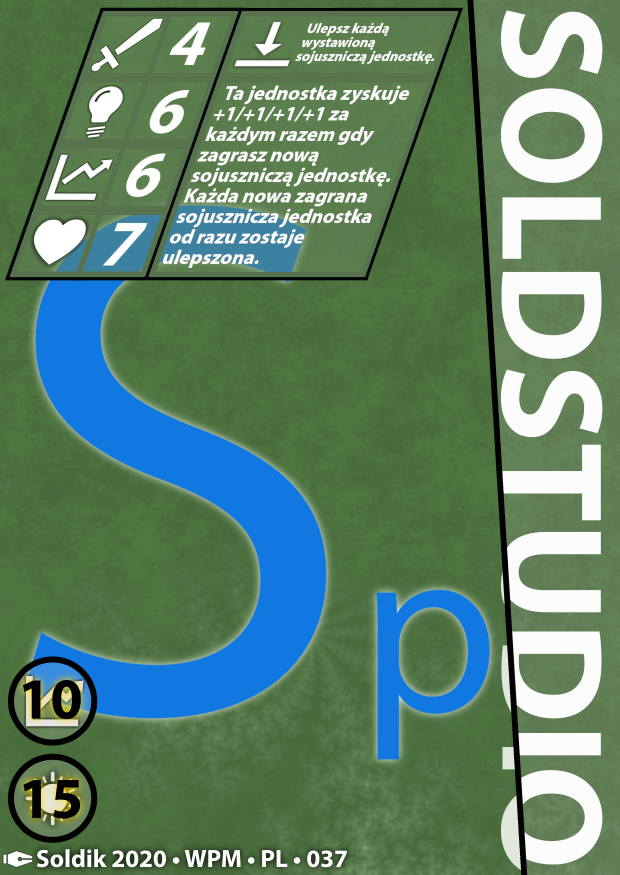 4
Ulepsz każdą
wystawioną
sojuszniczą jednostkę.
6
6
7
Ta jednostka zyskuje
+1/+1/+1/+1 za
każdym razem gdy
zagrasz nową
sojuszniczą jednostkę.
Każda nowa zagrana
sojusznicza jednostka
od razu zostaje
ulepszona.
SOLDSTUDIO
Sp
10
15
Soldik 2020 • WPM • PL • 037